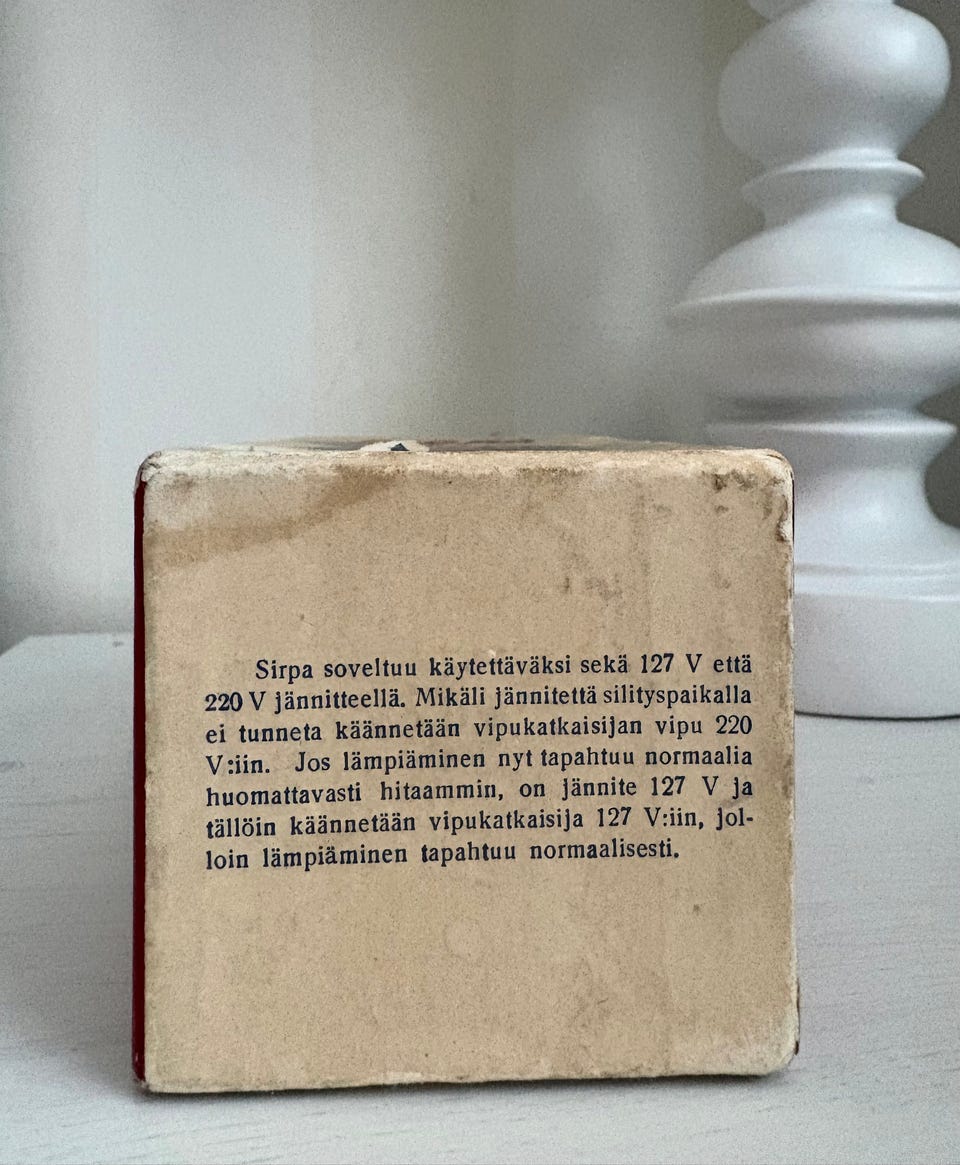 Sirpa soveltuu käytettäväksi sekä 127 V että
220 V jännitteellä. Mikäli jännitettä silityspaikalla
ei tunneta käännetään vipukatkaisijan vipu 220
V:iin. Jos lämpiäminen nyt tapahtuu normaalia
huomattavasti hitaammin, on jännite 127 V ja
tällöin käännetään vipukatkaisija 127 V:iin, jol-
loin lämpiäminen tapahtuu normaalisesti.